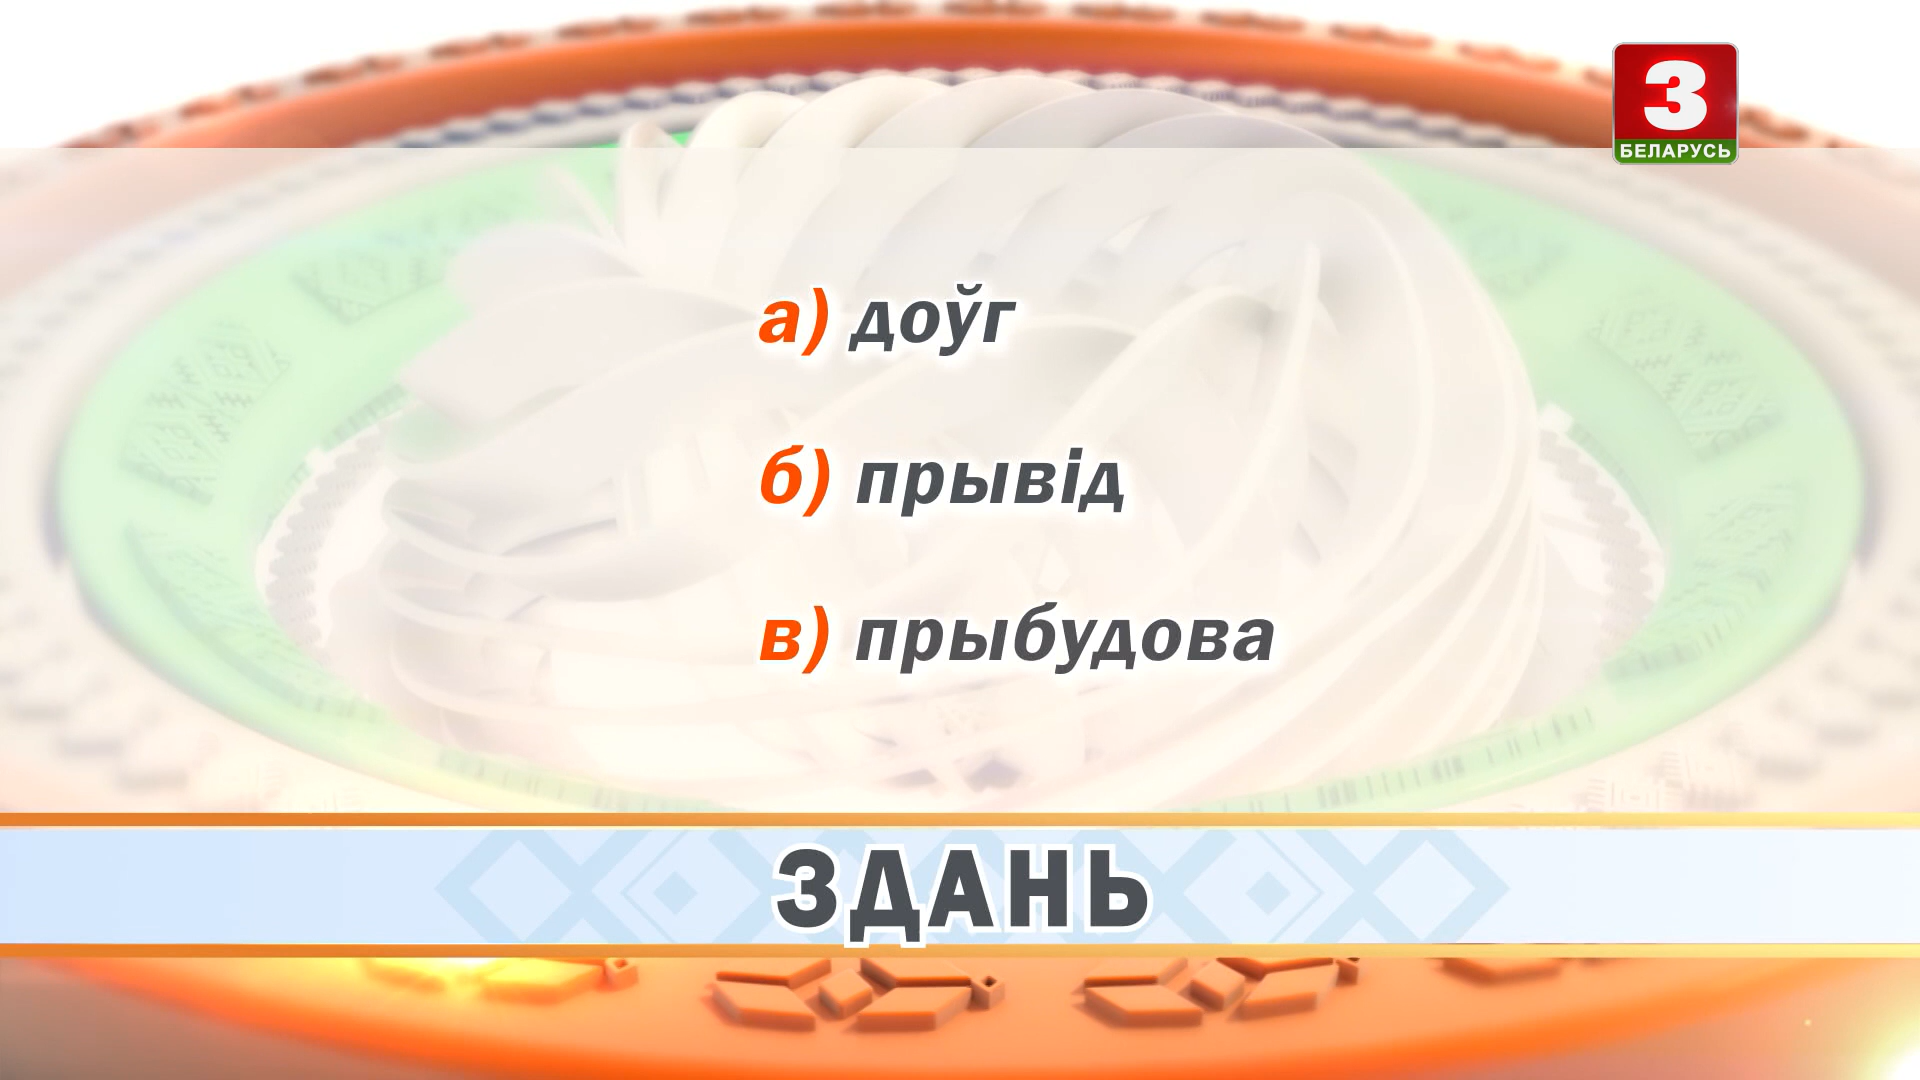 3
БЕЛАРУСЬ
а) доўг
б) прывід
в) прыбудова
ЗДАНЬ